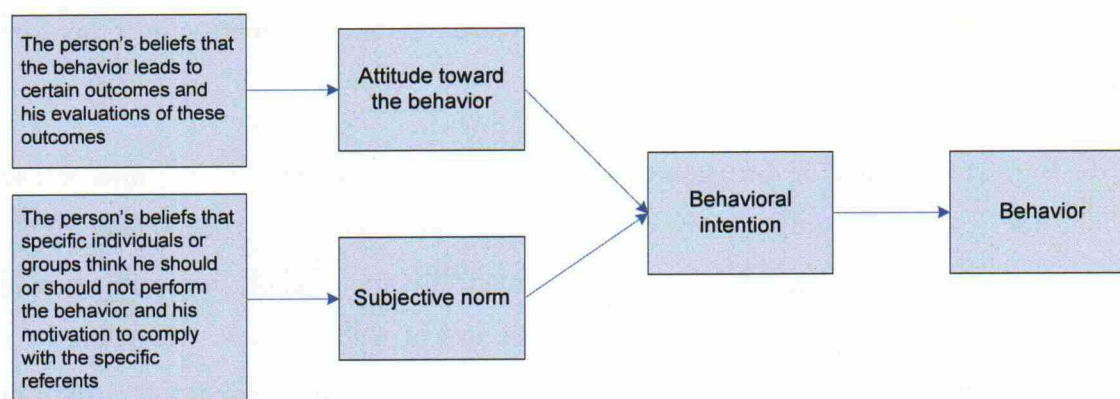 The person's beliefs that
the behavior leads to
certain outcomes and
his evaluations of these
outcomes
Attitude toward
the behavior
The person's beliefs that
specific individuals or
groups think he should
or should not perform
the behavior and his
motivation to comply
with the specific
referents
Subjective norm
Behavioral
intention
Behavior